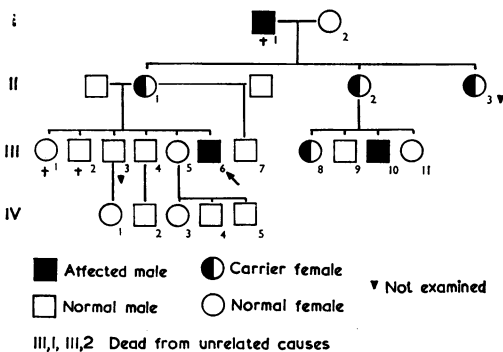 i
† 1 2
II
1 2 3
III
† 1 † 2 3 4 5 6 7 8 9 10 11
IV
1 2 3 4 5
Affected male Carrier female
Normal male Normal female Not examined
III,1, III,2 Dead from unrelated causes